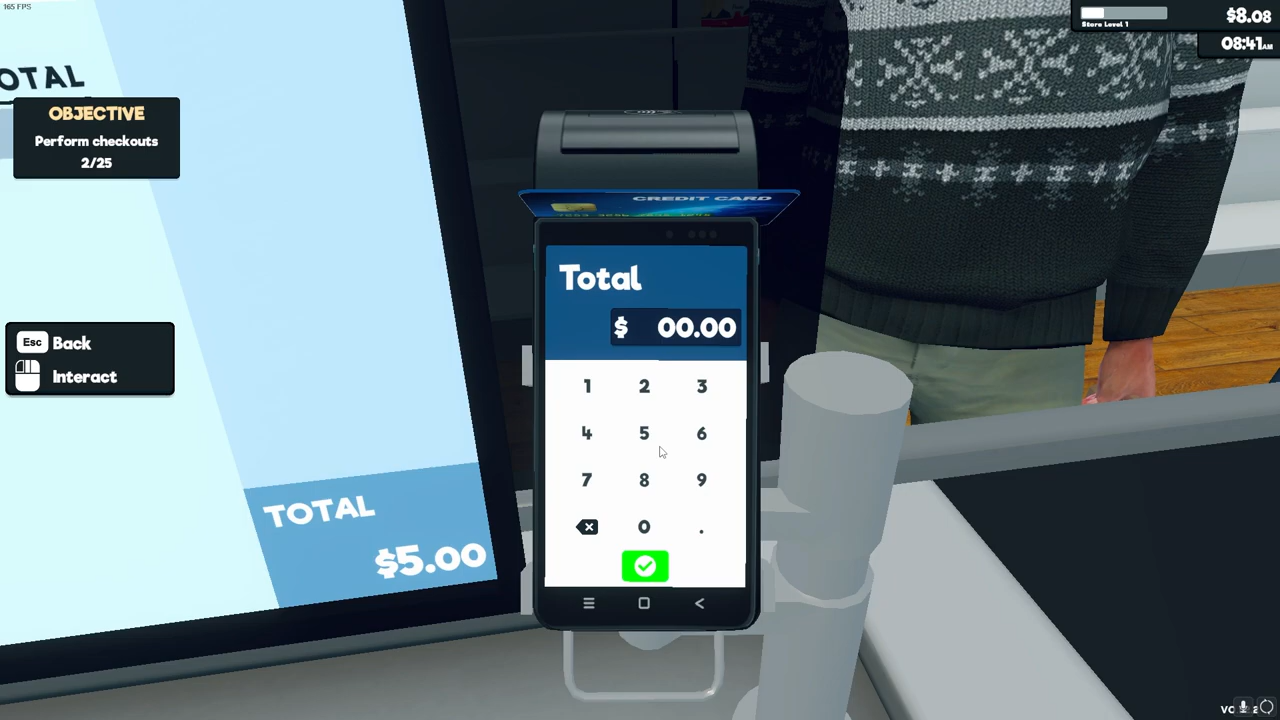 165 FPS
$8.08
Store Level 1
08:41AM
OTAL
OBJECTIVE
Perform checkouts
2/25
CREDIT CARD
Total
$ 00.00
Esc Back
Interact
1 2 3
4 5 6
7 8 9
0 .
TOTAL
$5.00